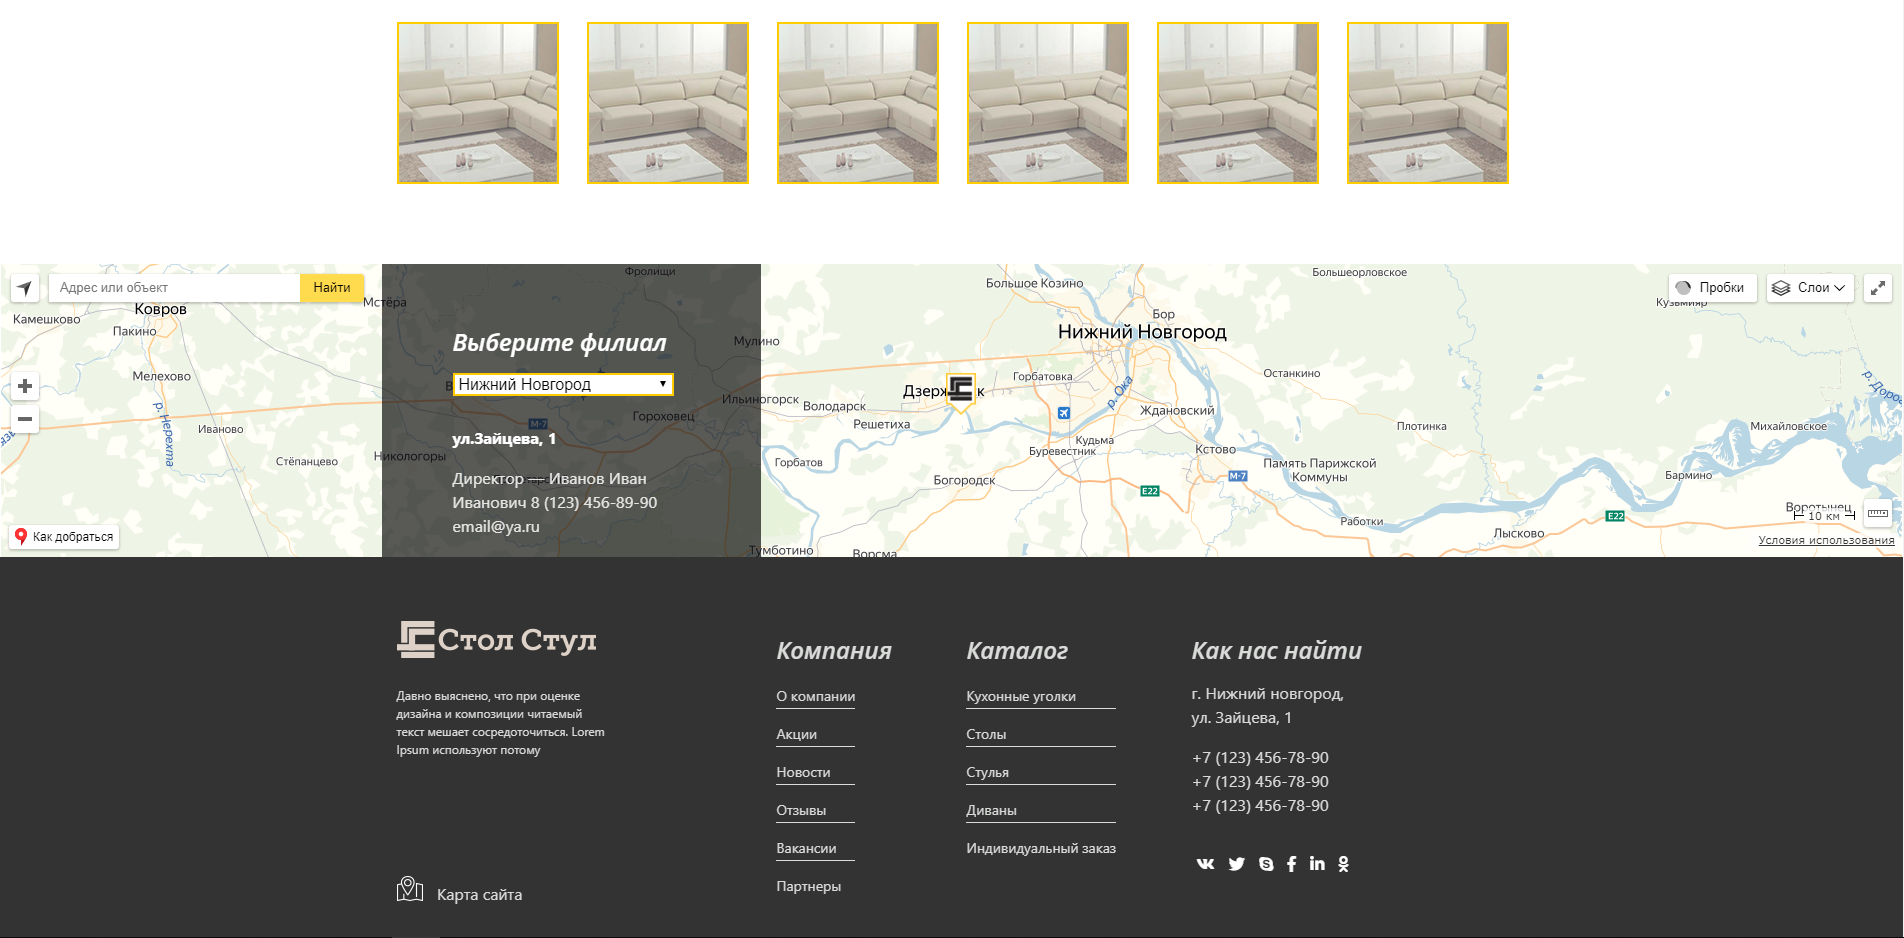 Адрес или объект
Найти
Пробки
Слои
Фролищи
Мстёра
Ковров
Камешково
Пакино
Мелехово
р. Нерехта
Иваново
Стёпанцево
Никологоры
Как добраться
Выберите филиал
Нижний Новгород
М-7
Гороховец
ул.Зайцева, 1
Директор — Иванов Иван
Иванович 8 (123) 456-89-90
email@ya.ru
Большое Козино
Большеорловское
Кузьмияр
Бор
Нижний Новгород
Мулино
Ильиногорск
Володарск
Решетиха
Горбатовка
р. Ока
Останкино
Ждановский
Плотинка
Михайловское
Кудьма
Буревестник
Кстово
Горбатов
Богородск
Память Парижской
Коммуны
М-7
E22
Бармино
Воротынец
E22
Работки
Лысково
Тумботино
Ворсма
10 км
Условия использования
Стол Стул
Давно выяснено, что при оценке
дизайна и композиции читаемый
текст мешает сосредоточиться. Lorem
Ipsum используют потому
Карта сайта
Компания
О компании
Акции
Новости
Отзывы
Вакансии
Партнеры
Каталог
Кухонные уголки
Столы
Стулья
Диваны
Индивидуальный заказ
Как нас найти
г. Нижний новгород,
ул. Зайцева, 1
+7 (123) 456-78-90
+7 (123) 456-78-90
+7 (123) 456-78-90